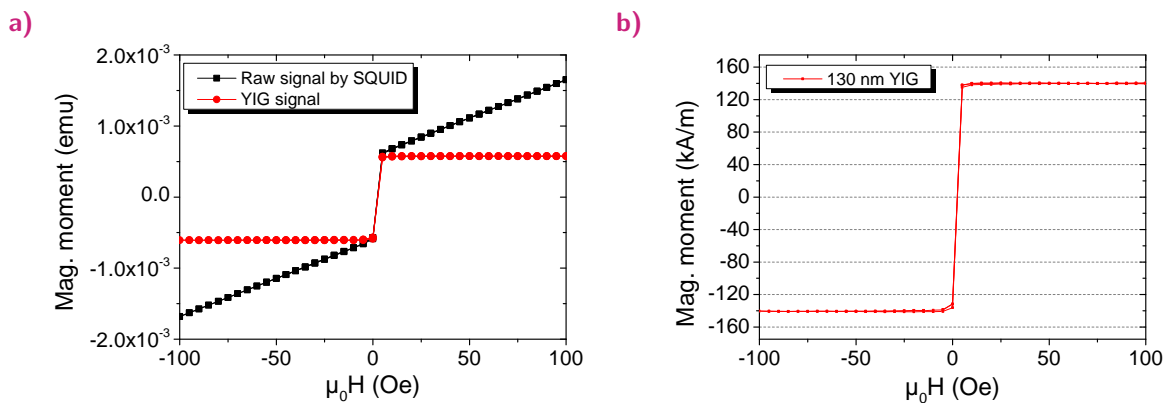 a)
Mag. moment (emu)
2.0x10⁻³
1.0x10⁻³
0.0
-1.0x10⁻³
-2.0x10⁻³
Raw signal by SQUID
YIG signal
-100 -50 0 50 100
μ₀H (Oe)
b)
Mag. moment (kA/m)
160
120
80
40
0
-40
-80
-120
-160
130 nm YIG
-100 -50 0 50 100
μ₀H (Oe)